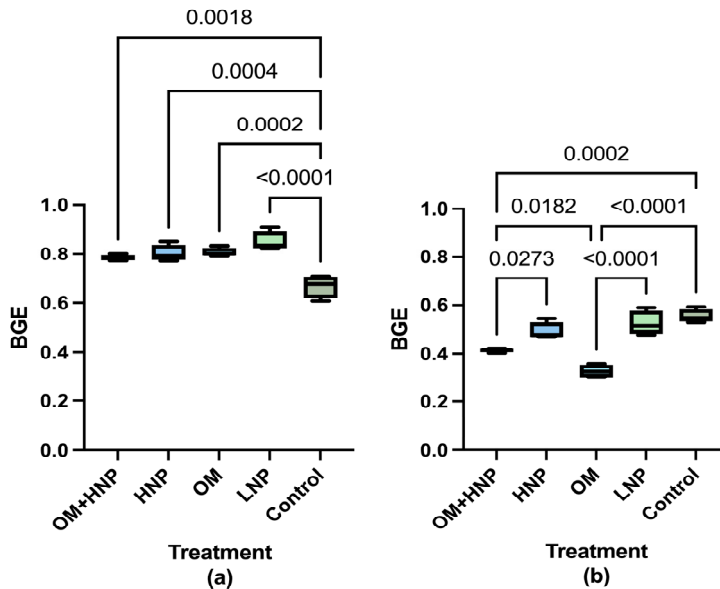 0.0018
0.0004
0.0002
<0.0001
1.0
0.8
0.6
0.4
0.2
0.0
BGE
OM+HNP
HNP
OM
LNP
Control
Treatment
(a)
0.0002
0.0182
<0.0001
0.0273
<0.0001
1.0
0.8
0.6
0.4
0.2
0.0
BGE
OM+HNP
HNP
OM
LNP
Control
Treatment
(b)